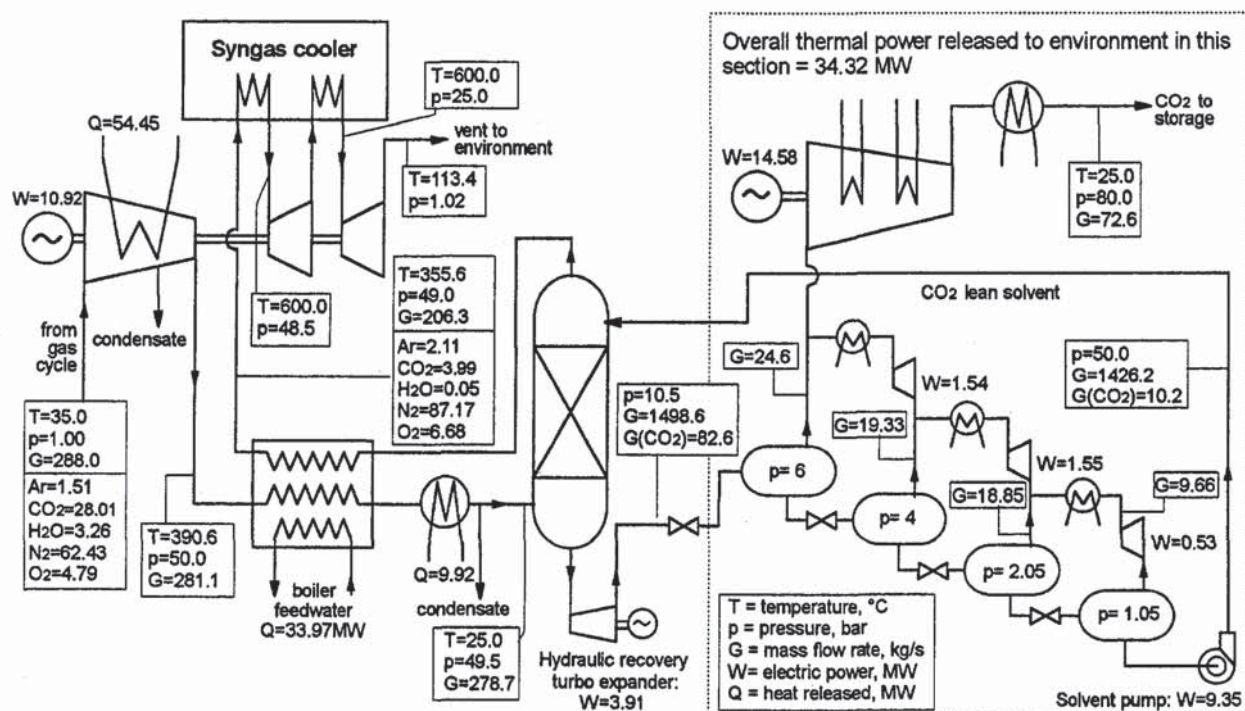 Syngas cooler
T=600.0
p=25.0
Q=54.45
vent to
environment
T=113.4
p=1.02
W=10.92
T=600.0
p=48.5
from
gas
cycle
condensate
T=35.0
p=1.00
G=288.0
Ar=1.51
CO2=28.01
H2O=3.26
N2=62.43
O2=4.79
T=355.6
p=49.0
G=206.3
Ar=2.11
CO2=3.99
H2O=0.05
N2=87.17
O2=6.68
T=390.6
p=50.0
G=281.1
boiler
feedwater
Q=33.97MW
Q=9.92
condensate
T=25.0
p=49.5
G=278.7
Hydraulic recovery
turbo expander:
W=3.91
p=10.5
G=1498.6
G(CO2)=82.6
Overall thermal power released to environment in this
section = 34.32 MW
CO2 to
storage
W=14.58
T=25.0
p=80.0
G=72.6
CO2 lean solvent
p=50.0
G=1426.2
G(CO2)=10.2
G=24.6
W=1.54
G=19.33
W=1.55
G=18.85
G=9.66
W=0.53
p= 6
p= 4
p= 2.05
p= 1.05
T = temperature, °C
p = pressure, bar
G = mass flow rate, kg/s
W= electric power, MW
Q = heat released, MW
Solvent pump: W=9.35